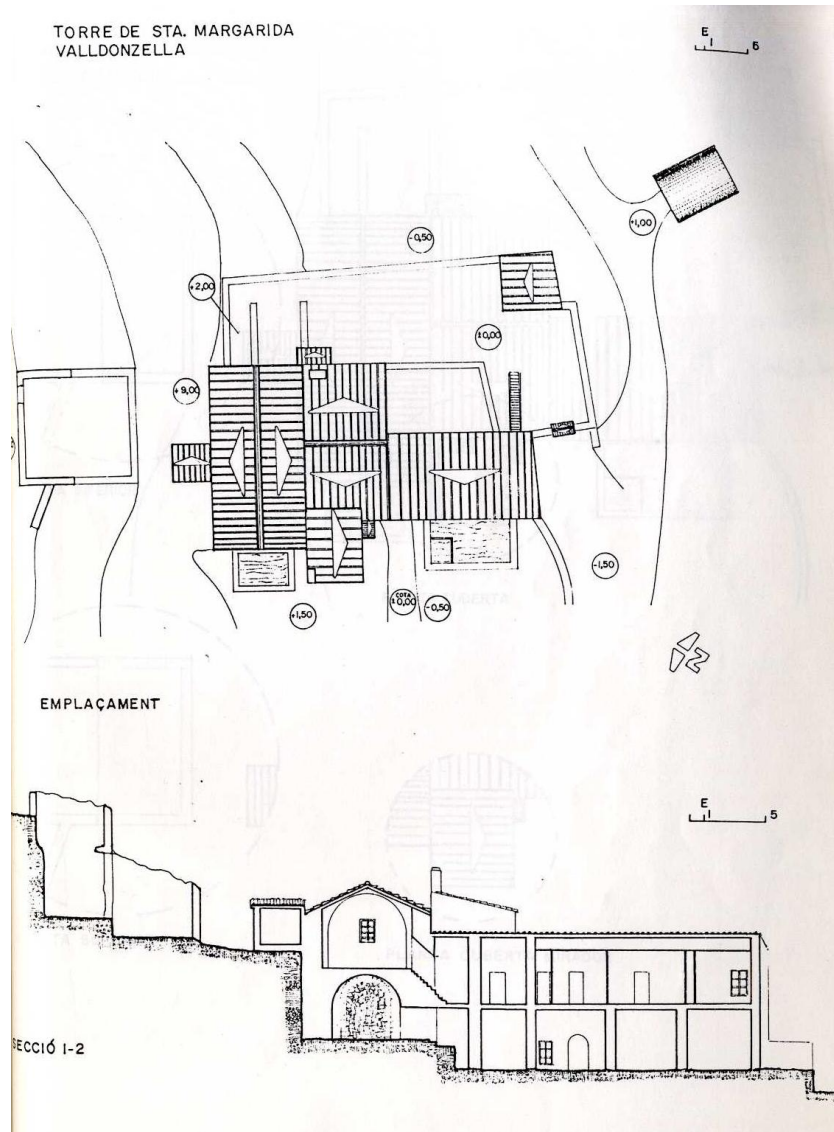 TORRE DE STA. MARGARIDA
VALLDONZELLA
E
1 5
-0,50
+1,00
+2,00
±0,00
+9,00
-1,50
+1,50
COTA
±0,00
-0,50
N
EMPLAÇAMENT
E
1 5
SECCIÓ 1-2